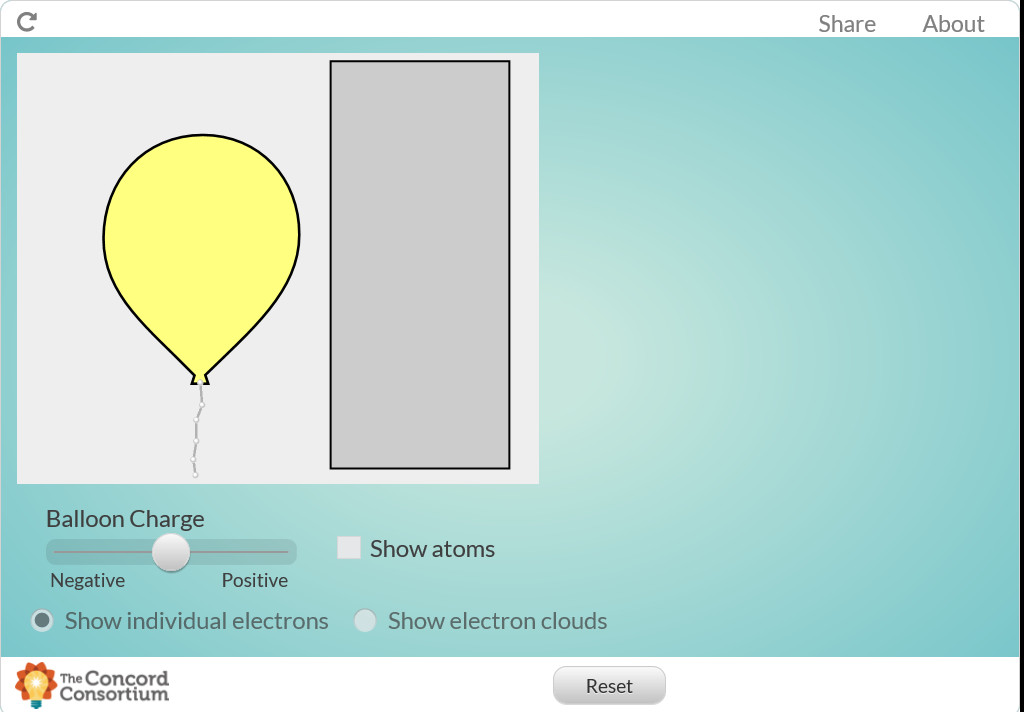 Share About
Balloon Charge
Show atoms
Negative Positive
Show individual electrons Show electron clouds
The Concord
Consortium
Reset